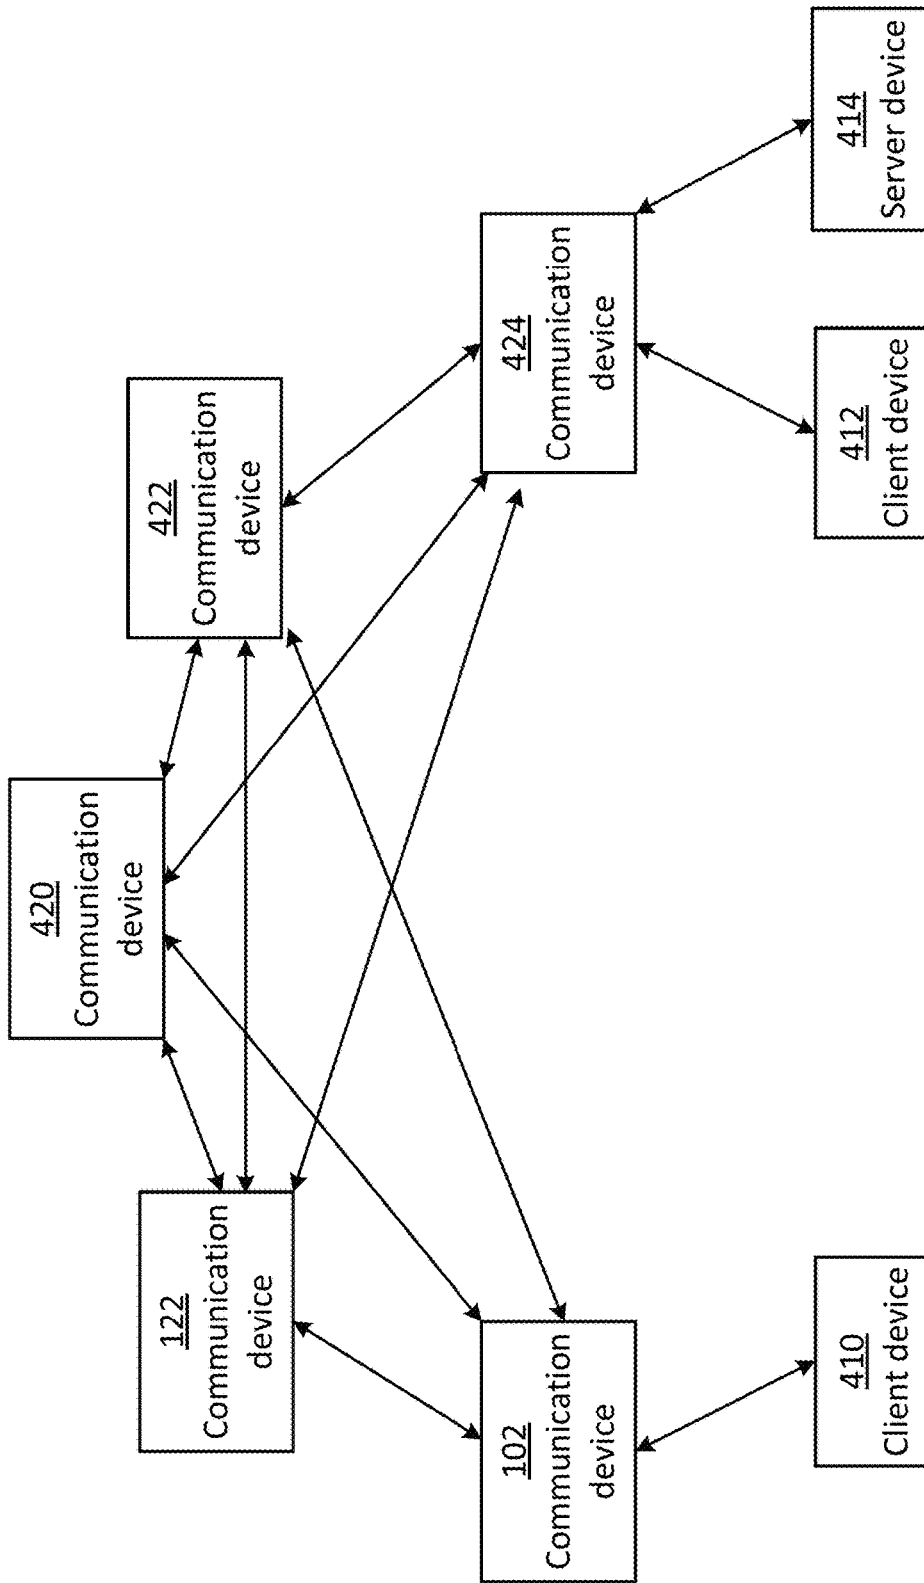 420
Communication
device
122
Communication
device
422
Communication
device
102
Communication
device
424
Communication
device
410
Client device
412
Client device
414
Server device